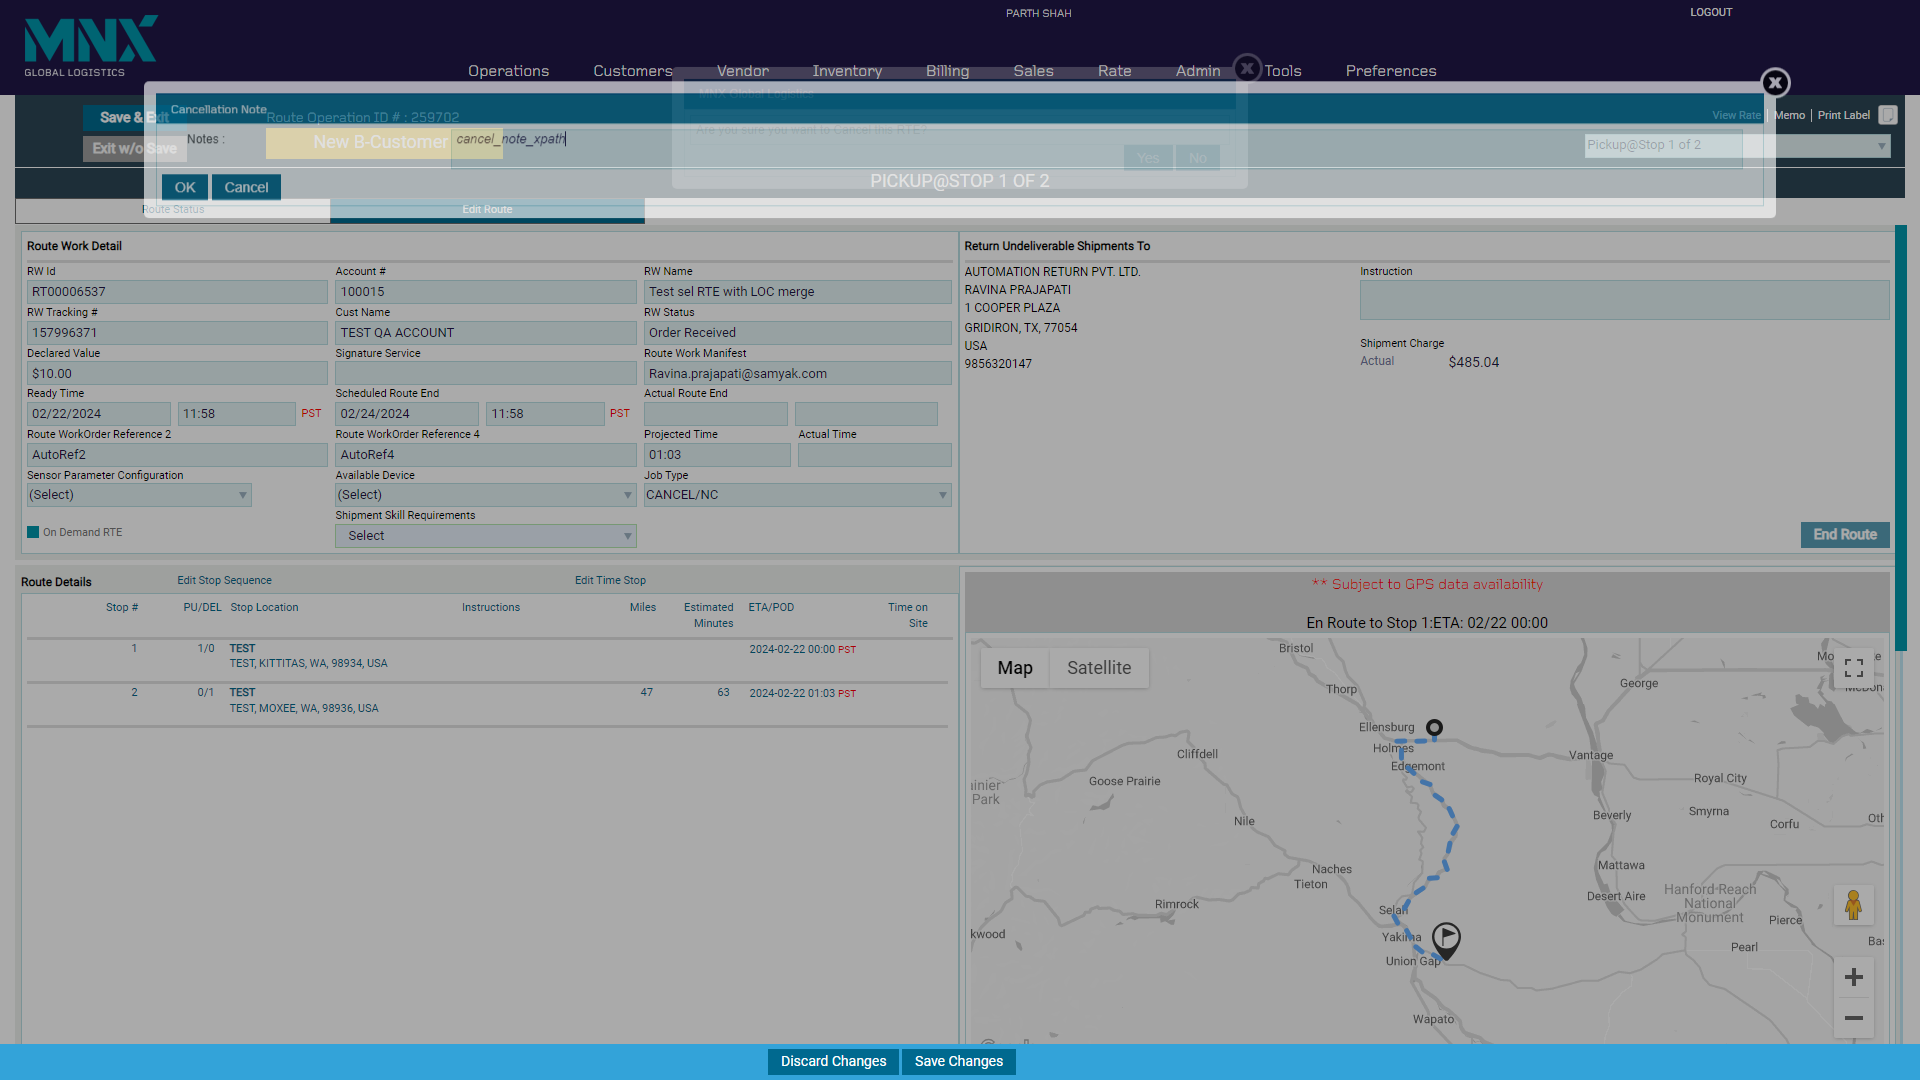 PARTH SHAH
LOGOUT
MNX
GLOBAL LOGISTICS
Operations
Customers
Vendor
Inventory
Billing
Sales
Rate
Admin
Tools
Preferences
MNX Global Logistics
Are you sure you want to Cancel this RTE?
Yes
No
Cancellation Note
Save & Exit
Route Operation ID # : 259702
View Rate
Memo
Print Label
Notes :
New B-Customer
cancel_note_xpath
Exit w/o Save
Pickup@Stop 1 of 2
OK
Cancel
PICKUP@STOP 1 OF 2
Route Status
Edit Route
Route Work Detail
RW Id
Account #
RW Name
RT00006537
100015
Test sel RTE with LOC merge
RW Tracking #
Cust Name
RW Status
157996371
TEST QA ACCOUNT
Order Received
Declared Value
Signature Service
Route Work Manifest
$10.00
Ravina.prajapati@samyak.com
Ready Time
Scheduled Route End
Actual Route End
02/22/2024
11:58
PST
02/24/2024
11:58
PST
Route WorkOrder Reference 2
Route WorkOrder Reference 4
Projected Time
Actual Time
AutoRef2
AutoRef4
01:03
Sensor Parameter Configuration
Available Device
Job Type
(Select)
(Select)
CANCEL/NC
Shipment Skill Requirements
On Demand RTE
Select
Return Undeliverable Shipments To
AUTOMATION RETURN PVT. LTD.
RAVINA PRAJAPATI
1 COOPER PLAZA
GRIDIRON, TX, 77054
USA
9856320147
Instruction
Shipment Charge
Actual
$485.04
End Route
Route Details
Edit Stop Sequence
Edit Time Stop
Stop #
PU/DEL
Stop Location
Instructions
Miles
Estimated Minutes
ETA/POD
Time on Site
1
1/0
TEST
2024-02-22 00:00 PST
TEST, KITTITAS, WA, 98934, USA
2
0/1
TEST
47
63
2024-02-22 01:03 PST
TEST, MOXEE, WA, 98936, USA
** Subject to GPS data availability
En Route to Stop 1:ETA: 02/22 00:00
Map
Satellite
Bristol
Thorp
George
Ellensburg
Holmes
Edgemont
Cliffdell
Goose Prairie
Vantage
Royal City
inier
Park
Nile
Beverly
Smyrna
Corfu
Oth
Naches
Tieton
Mattawa
Desert Aire
Hanford Reach
National
Monument
Rimrock
Selah
Pierce
kwood
Yakima
Pearl
Union Gap
Wapato
Discard Changes
Save Changes